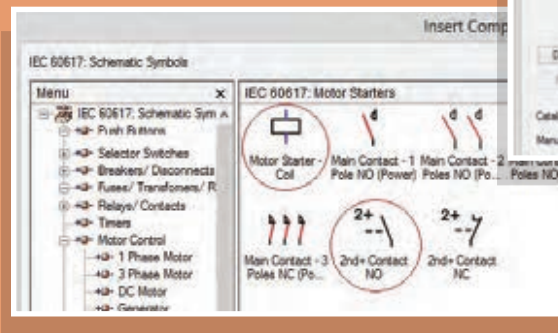 Insert Comp
IEC 60617: Schematic Symbols
Menu
x
IEC 60617: Schematic Sym
Push Buttons
Selector Switches
Breakers/ Disconnects
Fuses/ Transfomers/ R
Relays/ Contacts
Timers
Motor Control
1 Phase Motor
3 Phase Motor
DC Motor
Generator
IEC 60617: Motor Starters
Motor Starter - Coil
Main Contact - 1 Poles NO (Power)
Main Contact - 2 Poles NO (Po...
Poles NO
Main Contact - 3 Poles NC (Po...
2+
2nd+ Contact NO
2+
2nd+ Contact NC
Catal
Manu